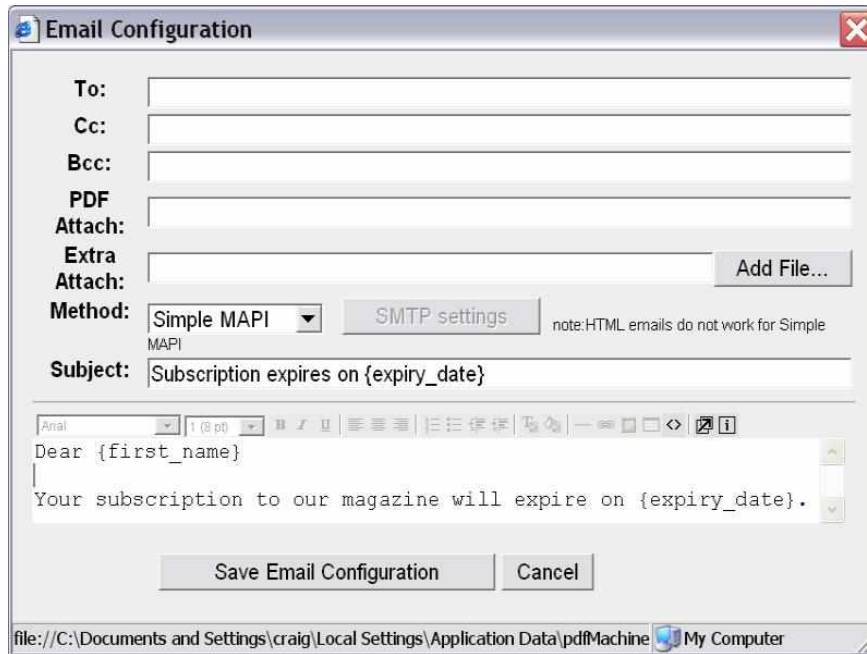 Email Configuration
To:
Cc:
Bcc:
PDF
Attach:
Extra
Attach:
Add File...
Method:
Simple MAPI
SMTP settings
note:HTML emails do not work for Simple
MAPI
Subject:
Subscription expires on {expiry_date}
Arial
1 (8 pt)
B I U
Dear {first_name}
Your subscription to our magazine will expire on {expiry_date}.
Save Email Configuration
Cancel
file://C:\Documents and Settings\craig\Local Settings\Application Data\pdfMachine
My Computer